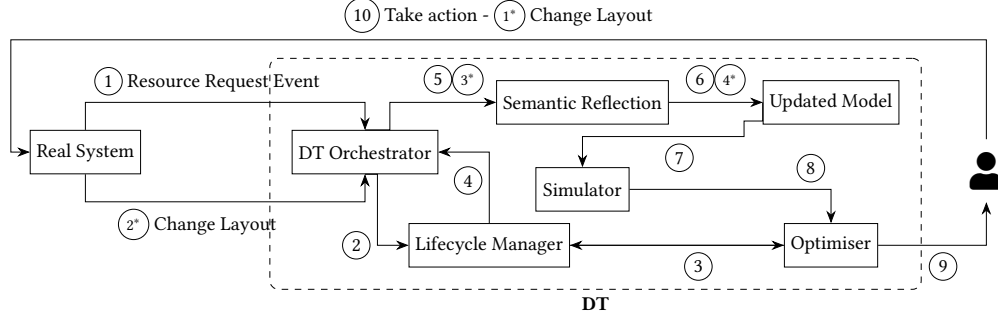 10 Take action - 1* Change Layout
1 Resource Request Event
5 3*
6 4*
Semantic Reflection
Updated Model
Real System
DT Orchestrator
7
4
Simulator
8
2* Change Layout
2
Lifecycle Manager
3
Optimiser
9
DT